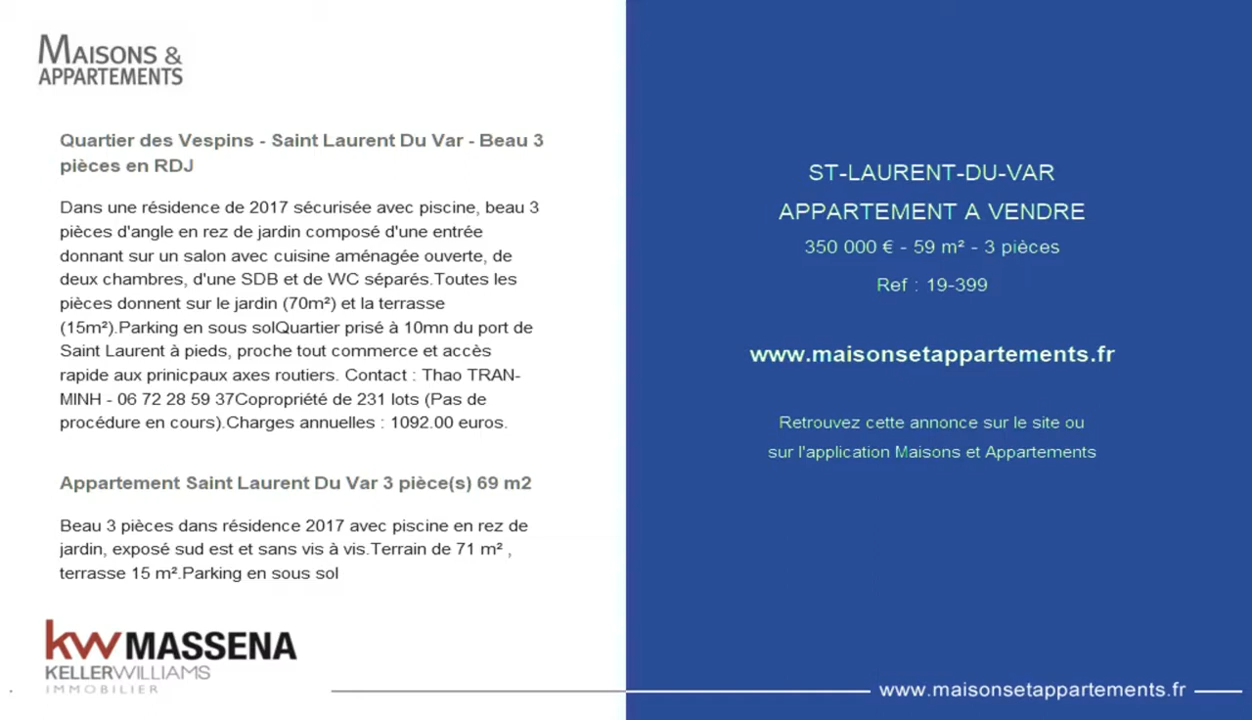 MAISONS &
APPARTEMENTS
Quartier des Vespins - Saint Laurent Du Var - Beau 3
pièces en RDJ
Dans une résidence de 2017 sécurisée avec piscine, beau 3
pièces d'angle en rez de jardin composé d'une entrée
donnant sur un salon avec cuisine aménagée ouverte, de
deux chambres, d'une SDB et de WC séparés.Toutes les
pièces donnent sur le jardin (70m²) et la terrasse
(15m²).Parking en sous solQuartier prisé à 10mn du port de
Saint Laurent à pieds, proche tout commerce et accès
rapide aux prinicpaux axes routiers. Contact : Thao TRAN-
MINH - 06 72 28 59 37Copropriété de 231 lots (Pas de
procédure en cours).Charges annuelles : 1092.00 euros.
Appartement Saint Laurent Du Var 3 pièce(s) 69 m2
Beau 3 pièces dans résidence 2017 avec piscine en rez de
jardin, exposé sud est et sans vis à vis.Terrain de 71 m² ,
terrasse 15 m².Parking en sous sol
kw MASSENA
KELLERWILLIAMS
IMMOBILIER
ST-LAURENT-DU-VAR
APPARTEMENT A VENDRE
350 000 € - 59 m² - 3 pièces
Ref : 19-399
www.maisonsetappartements.fr
Retrouvez cette annonce sur le site ou
sur l'application Maisons et Appartements
www.maisonsetappartements.fr